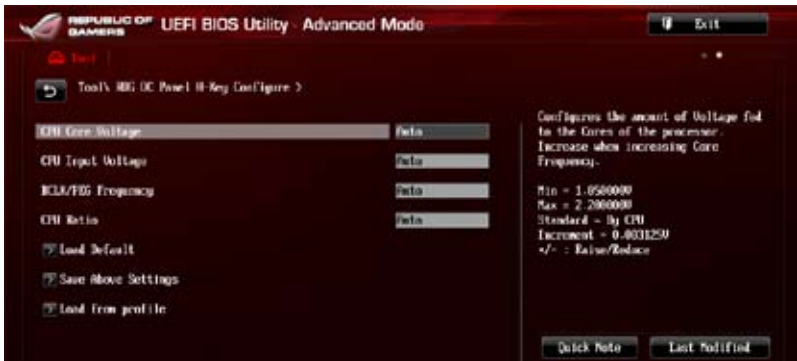 REPUBLIC OF GAMERS UEFI BIOS Utility - Advanced Mode
Exit
Tool
Tool\ ROG OC Panel H-Key Configure >
CPU Core Voltage Auto
CPU Input Voltage Auto
BCLK/PEG Frequency Auto
CPU Ratio Auto
Load Default
Save Above Settings
Load from profile
Configures the amount of Voltage fed
to the Cores of the processor.
Increase when increasing Core
Frequency.
Min = 1.050000V
Max = 2.200000V
Standard = By CPU
Increment = 0.003125V
+/- : Raise/Reduce
Quick Note
Last Modified